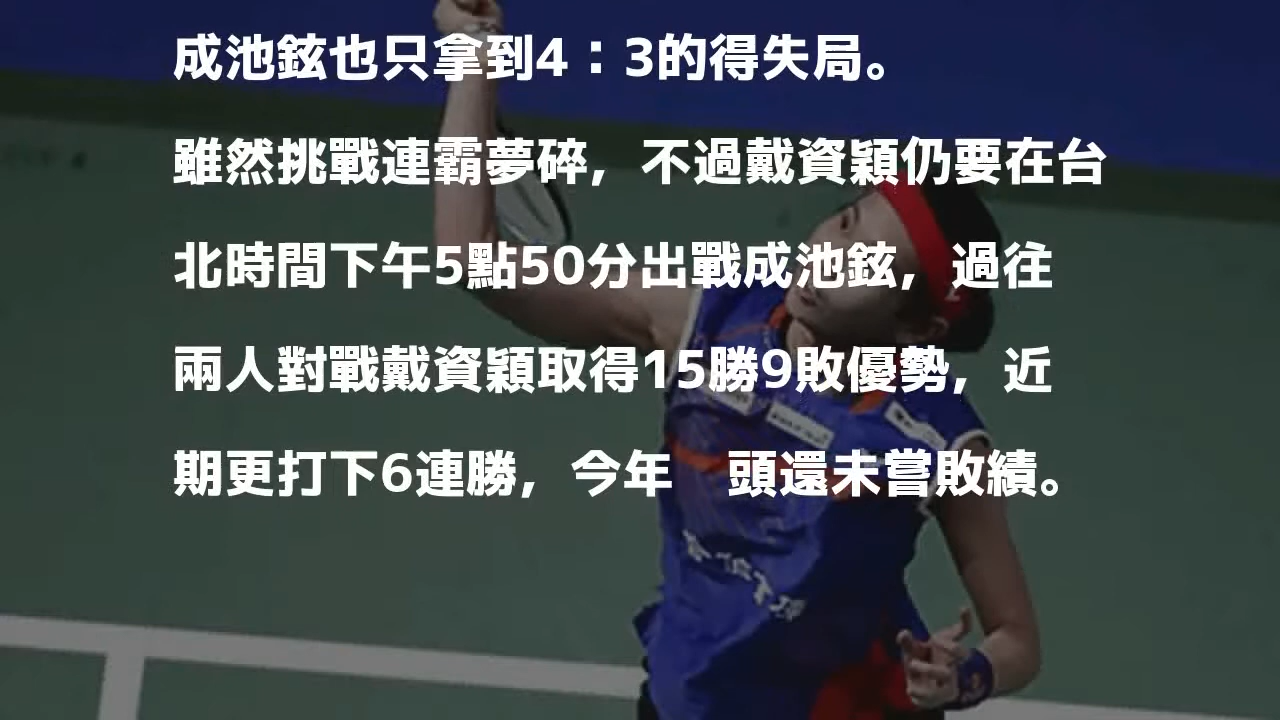 成池鉉也只拿到4：3的得失局。
雖然挑戰連霸夢碎，不過戴資穎仍要在台
北時間下午5點50分出戰成池鉉，過往
兩人對戰戴資穎取得15勝9敗優勢，近
期更打下6連勝，今年　頭還未嘗敗績。